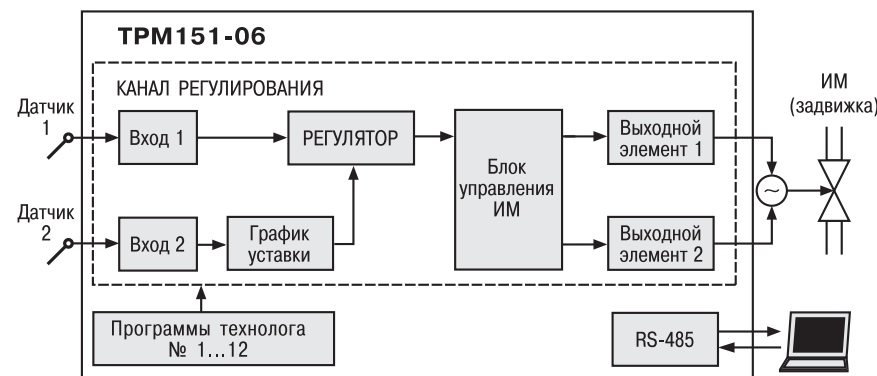 ТРМ151-06
КАНАЛ РЕГУЛИРОВАНИЯ
Датчик
1
Вход 1
РЕГУЛЯТОР
Блок
управления
ИМ
Выходной
элемент 1
ИМ
(задвижка)
~
Датчик
2
Вход 2
График
уставки
Выходной
элемент 2
Программы технолога
№ 1...12
RS-485